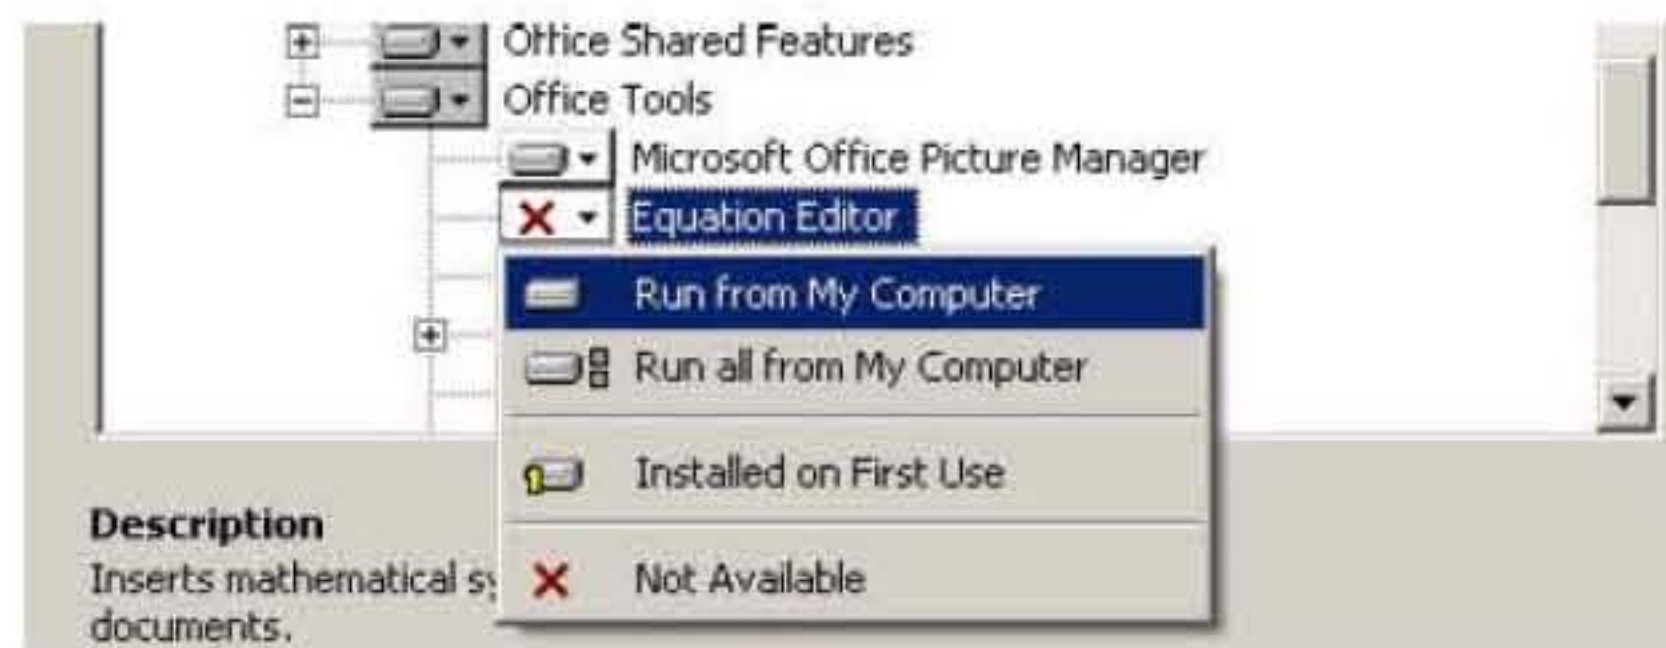 Office Shared Features
Office Tools
Microsoft Office Picture Manager
Equation Editor
Run from My Computer
Run all from My Computer
Installed on First Use
Not Available
Description
Inserts mathematical
documents.